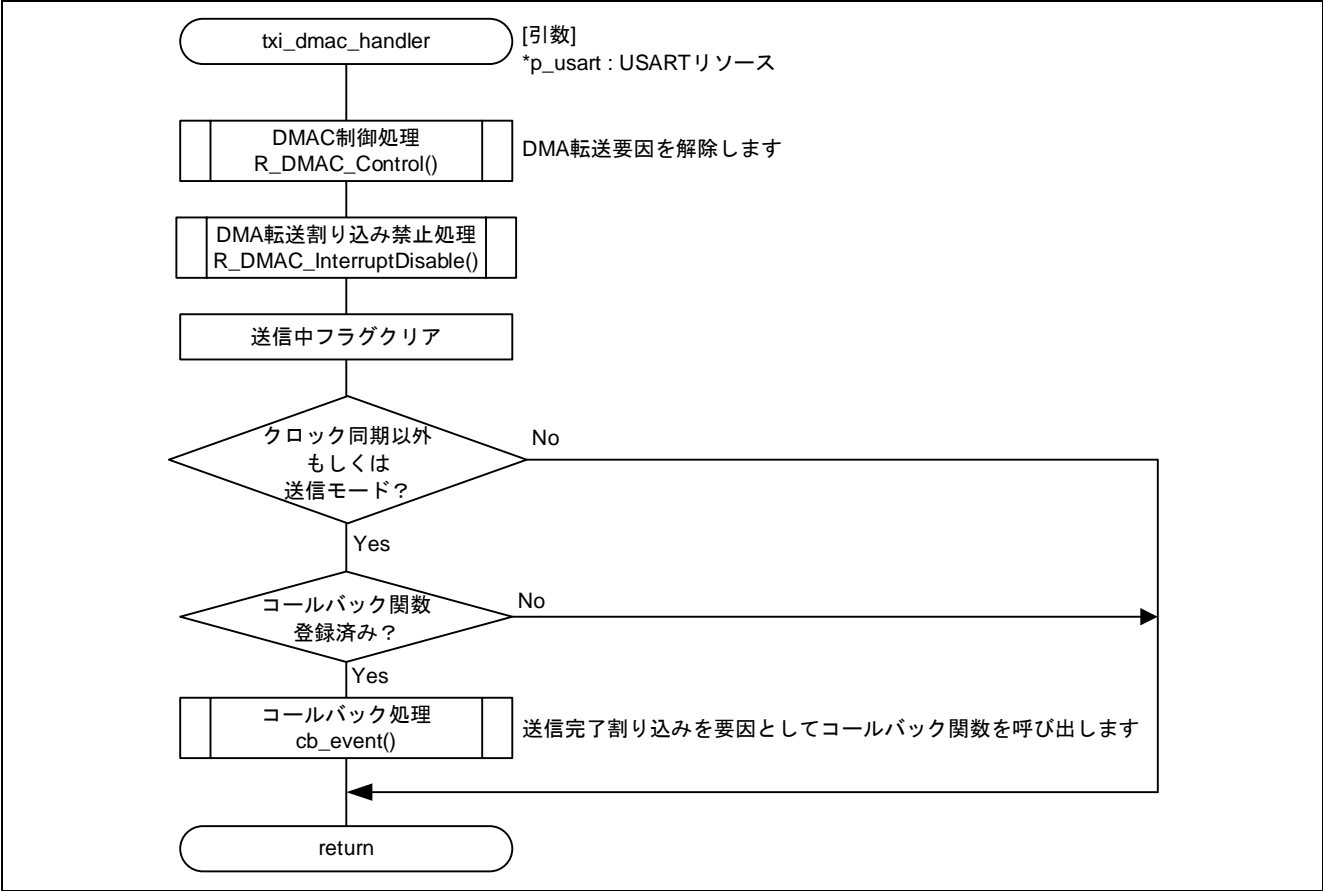 txi_dmac_handler
[引数]
*p_usart : USARTリソース
DMAC制御処理
R_DMAC_Control()
DMA転送要因を解除します
DMA転送割り込み禁止処理
R_DMAC_InterruptDisable()
送信中フラグクリア
クロック同期以外
もしくは
送信モード？
No
Yes
コールバック関数
登録済み？
No
Yes
コールバック処理
cb_event()
送信完了割り込みを要因としてコールバック関数を呼び出します
return